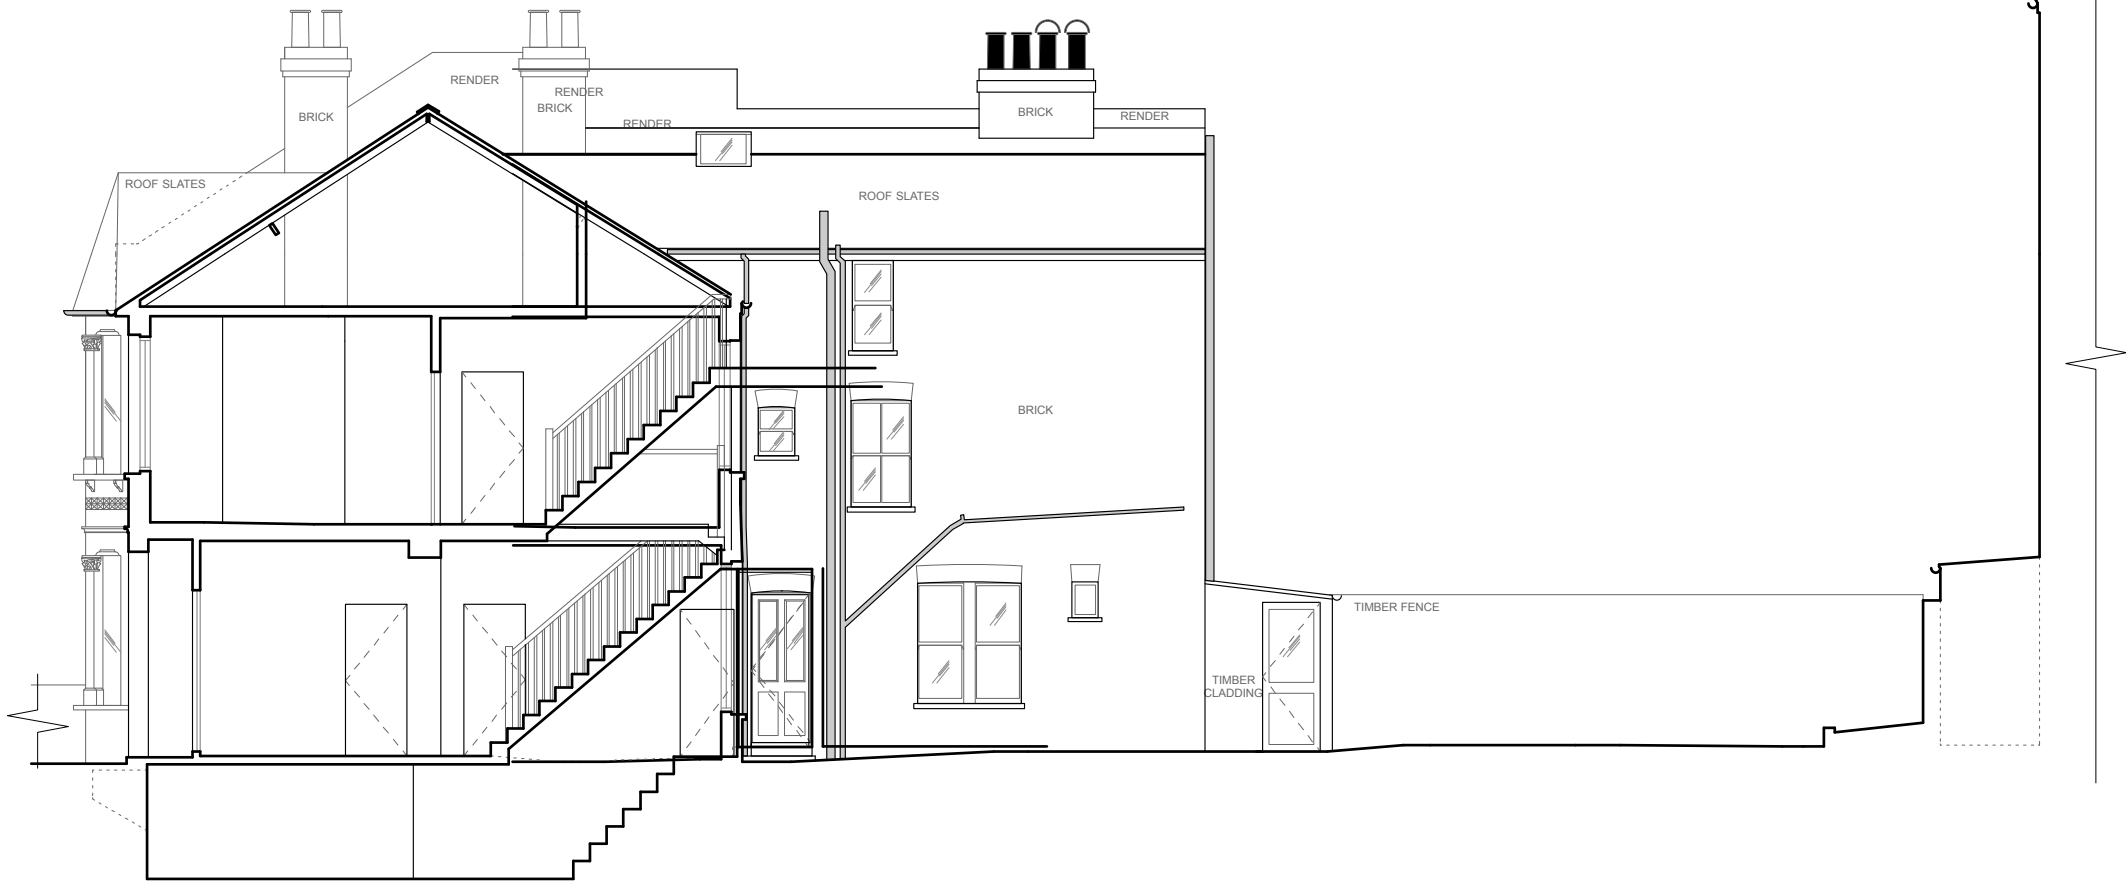 RENDER
RENDER
BRICK
BRICK
RENDER
BRICK
RENDER
ROOF SLATES
ROOF SLATES
BRICK
TIMBER FENCE
TIMBER
CLADDING